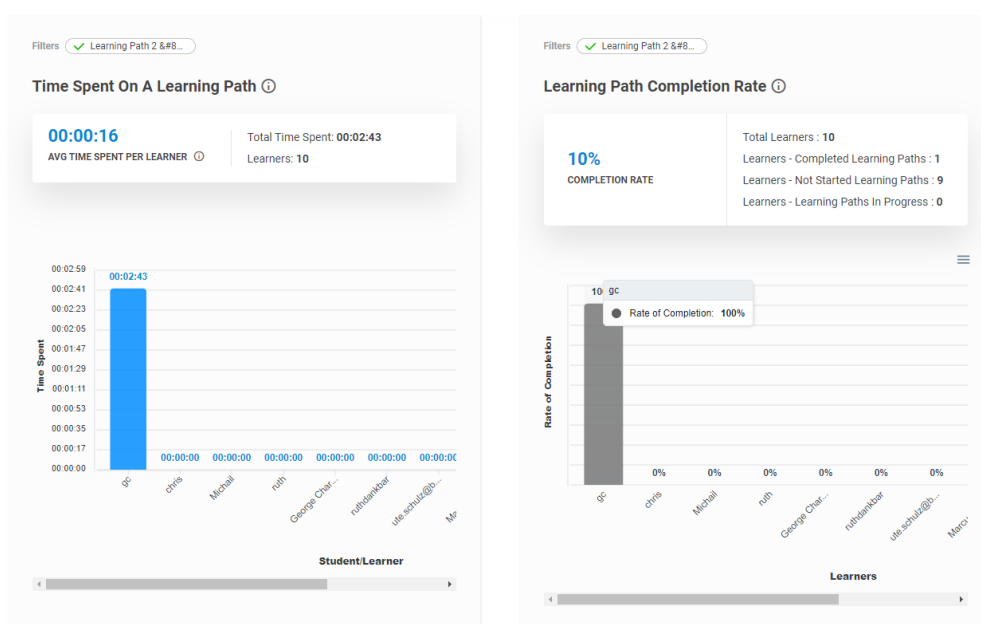 Filters Learning Path 2 &#8...
Time Spent On A Learning Path
00:00:16
AVG TIME SPENT PER LEARNER
Total Time Spent: 00:02:43
Learners: 10
00:02:59
00:02:41
00:02:23
00:02:05
00:01:47
00:01:29
00:01:11
00:00:53
00:00:35
00:00:17
00:00:00
Time Spent
00:02:43
00:00:00 00:00:00 00:00:00 00:00:00 00:00:00 00:00:00
gc chris Michail ruth George Char... ruthdankbar ute.schulz@b...
Student/Learner
Filters Learning Path 2 &#8...
Learning Path Completion Rate
10%
COMPLETION RATE
Total Learners : 10
Learners - Completed Learning Paths : 1
Learners - Not Started Learning Paths : 9
Learners - Learning Paths In Progress : 0
gc
Rate of Completion: 100%
Rate of Completion
0% 0% 0% 0% 0% 0%
gc chris Michail ruth George Char... ruthdankbar ute.schulz@b...
Learners